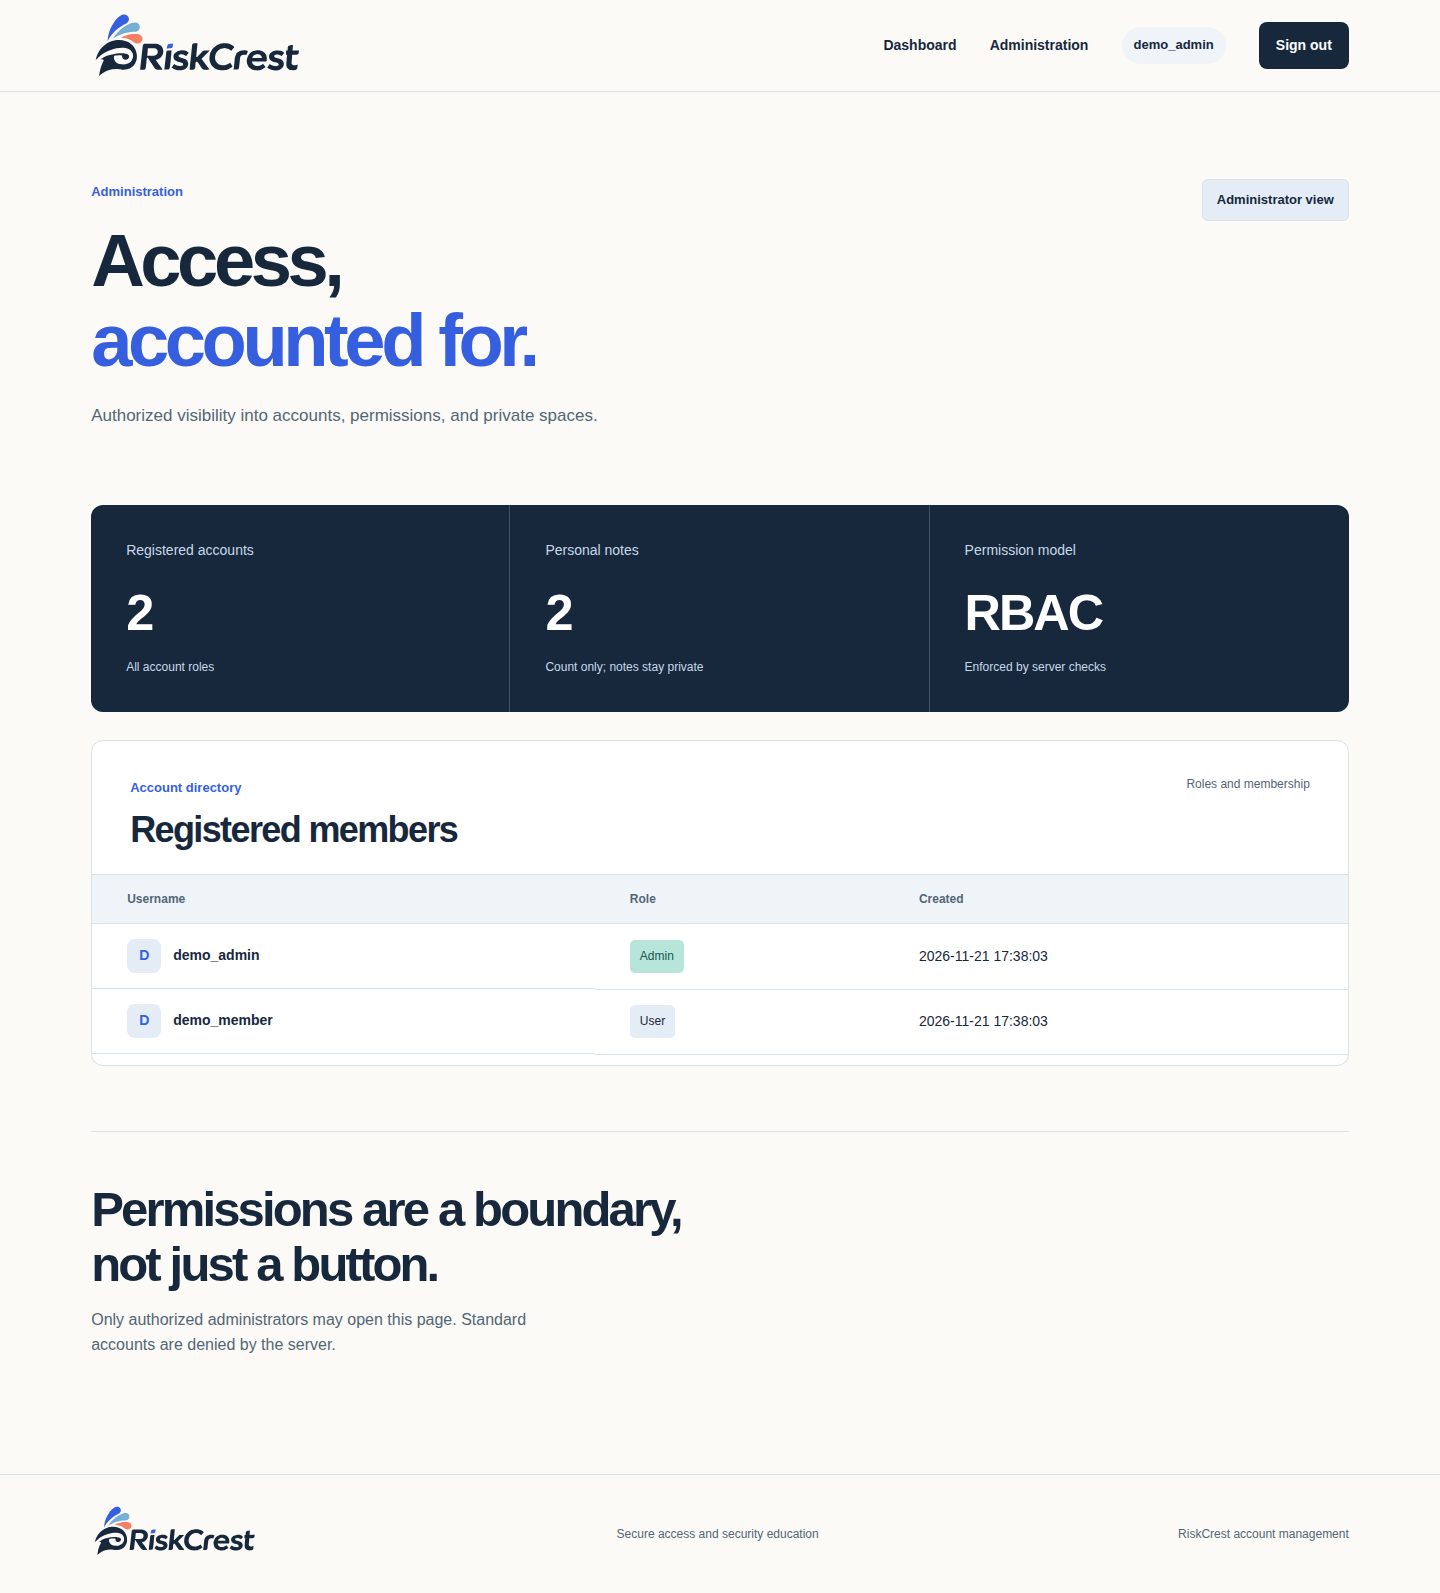 RiskCrest
Dashboard
Administration
demo_admin
Sign out
Administration
Administrator view
Access,
accounted for.
Authorized visibility into accounts, permissions, and private spaces.
Registered accounts
2
All account roles
Personal notes
2
Count only; notes stay private
Permission model
RBAC
Enforced by server checks
Account directory
Roles and membership
Registered members
Username Role Created
D demo_admin Admin 2026-11-21 17:38:03
D demo_member User 2026-11-21 17:38:03
Permissions are a boundary,
not just a button.
Only authorized administrators may open this page. Standard
accounts are denied by the server.
RiskCrest
Secure access and security education
RiskCrest account management